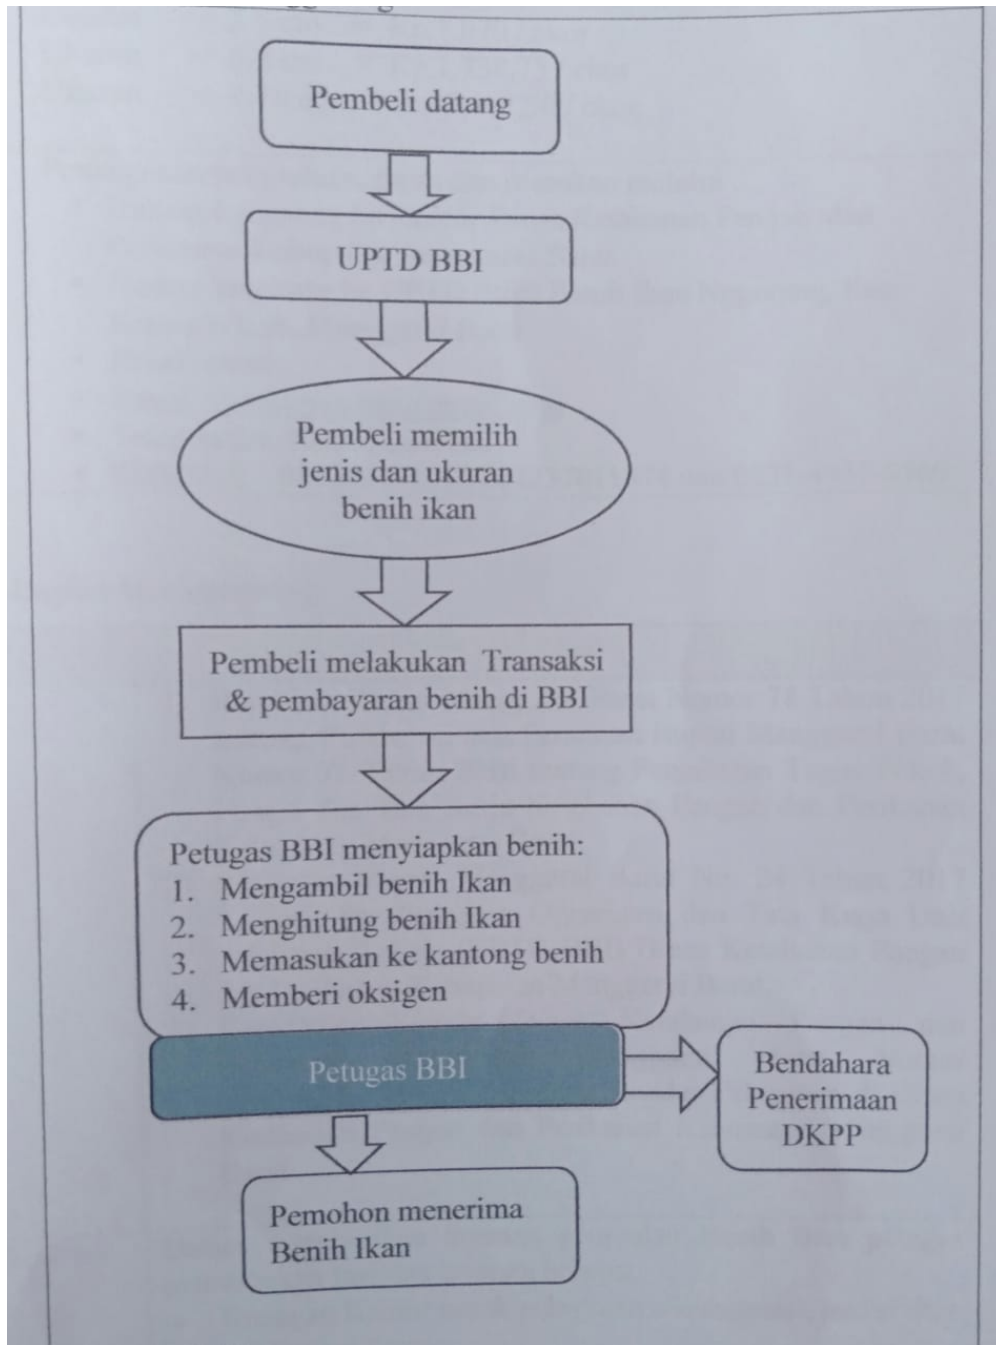 Pembeli datang
UPTD BBI
Pembeli memilih
jenis dan ukuran
benih ikan
Pembeli melakukan Transaksi
& pembayaran benih di BBI
Petugas BBI menyiapkan benih:
1. Mengambil benih Ikan
2. Menghitung benih Ikan
3. Memasukan ke kantong benih
4. Memberi oksigen
Petugas BBI
Bendahara
Penerimaan
DKPP
Pemohon menerima
Benih Ikan